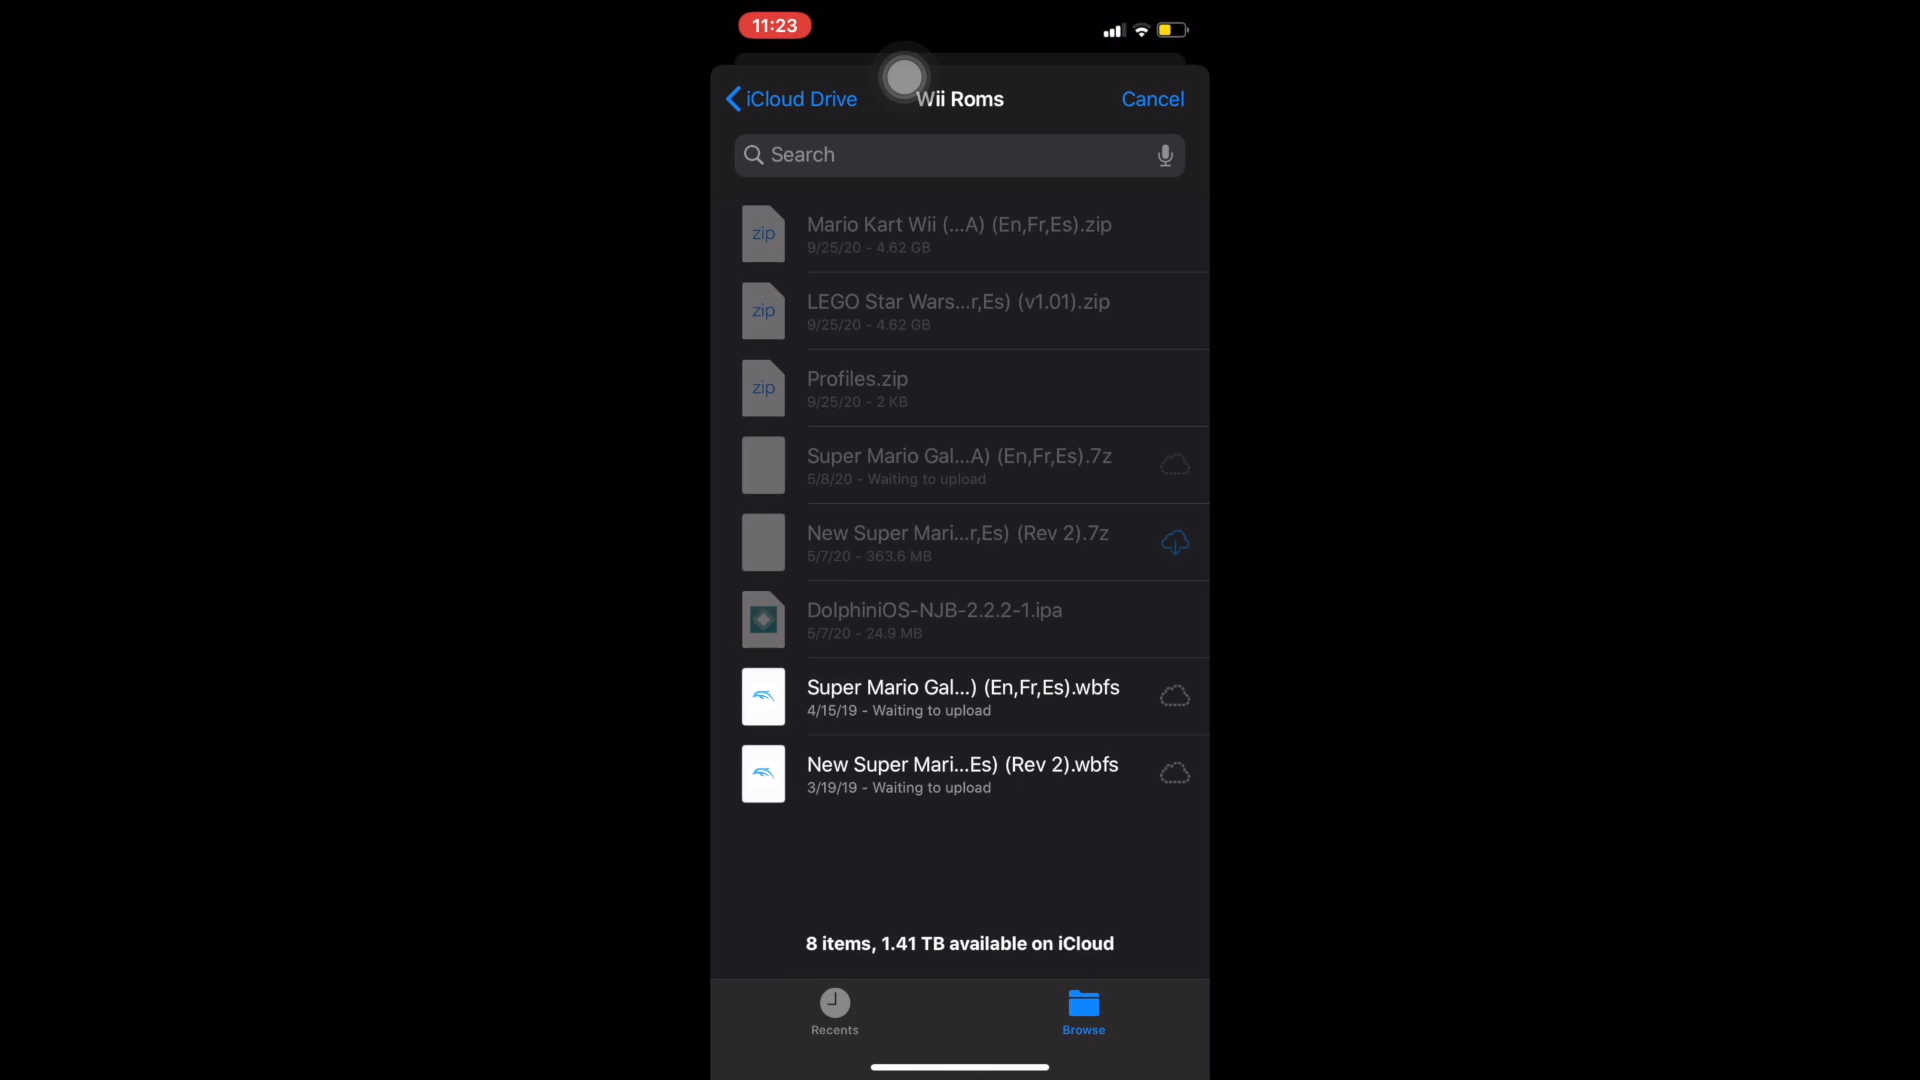 11:23
iCloud Drive
Wii Roms
Cancel
Search
zip
Mario Kart Wii (...A) (En,Fr,Es).zip
9/25/20 - 4.62 GB
zip
LEGO Star Wars...r,Es) (v1.01).zip
9/25/20 - 4.62 GB
zip
Profiles.zip
9/25/20 - 2 KB
Super Mario Gal...A) (En,Fr,Es).7z
5/8/20 - Waiting to upload
New Super Mari...r,Es) (Rev 2).7z
5/7/20 - 363.6 MB
DolphiniOS-NJB-2.2.2-1.ipa
5/7/20 - 24.9 MB
Super Mario Gal...) (En,Fr,Es).wbfs
4/15/19 - Waiting to upload
New Super Mari...Es) (Rev 2).wbfs
3/19/19 - Waiting to upload
8 items, 1.41 TB available on iCloud
Recents
Browse